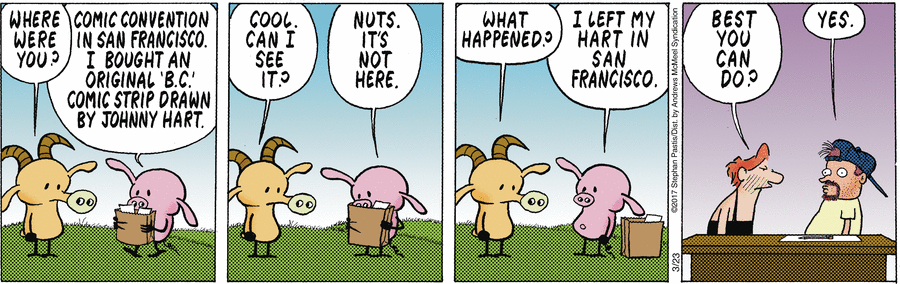 WHERE
WERE
YOU?
COMIC CONVENTION
IN SAN FRANCISCO.
I BOUGHT AN
ORIGINAL 'B.C.'
COMIC STRIP DRAWN
BY JOHNNY HART.
COOL.
CAN I
SEE
IT?
NUTS.
IT'S
NOT
HERE.
WHAT
HAPPENED?
I LEFT MY
HART IN
SAN
FRANCISCO.
©2017 Stephan Pastis/Dist. by Andrews McMeel Syndication
3/23
BEST
YOU
CAN
DO?
YES.